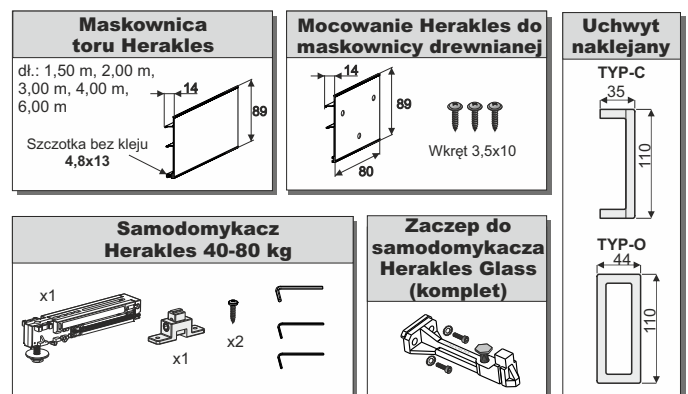 Maskownica
toru Herakles
dł.: 1,50 m, 2,00 m,
3,00 m, 4,00 m,
6,00 m
14
89
Szczotka bez kleju
4,8x13
Mocowanie Herakles do
maskownicy drewnianej
14
89
80
Wkręt 3,5x10
Uchwyt
naklejany
TYP-C
35
110
TYP-O
44
110
Samodomykacz
Herakles 40-80 kg
x1
x1
x2
Zaczep do
samodomykacza
Herakles Glass
(komplet)